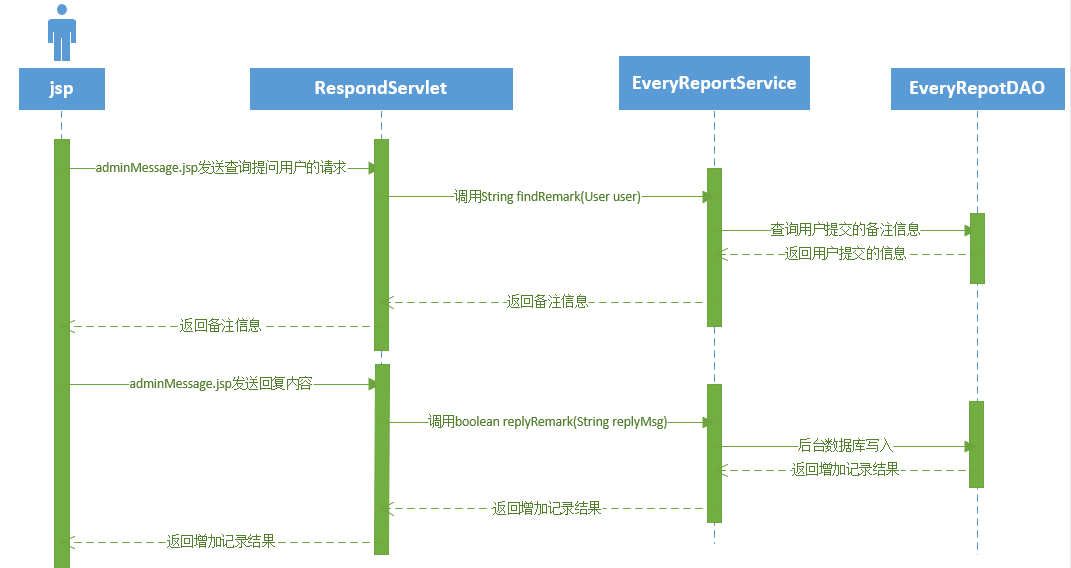 jsp
RespondServlet
EveryReportService
EveryRepotDAO
adminMessage.jsp发送查询提问用户的请求
调用String findRemark(User user)
查询用户提交的备注信息
返回用户提交的信息
返回备注信息
返回备注信息
adminMessage.jsp发送回复内容
调用boolean replyRemark(String replyMsg)
后台数据库写入
返回增加记录结果
返回增加记录结果
返回增加记录结果